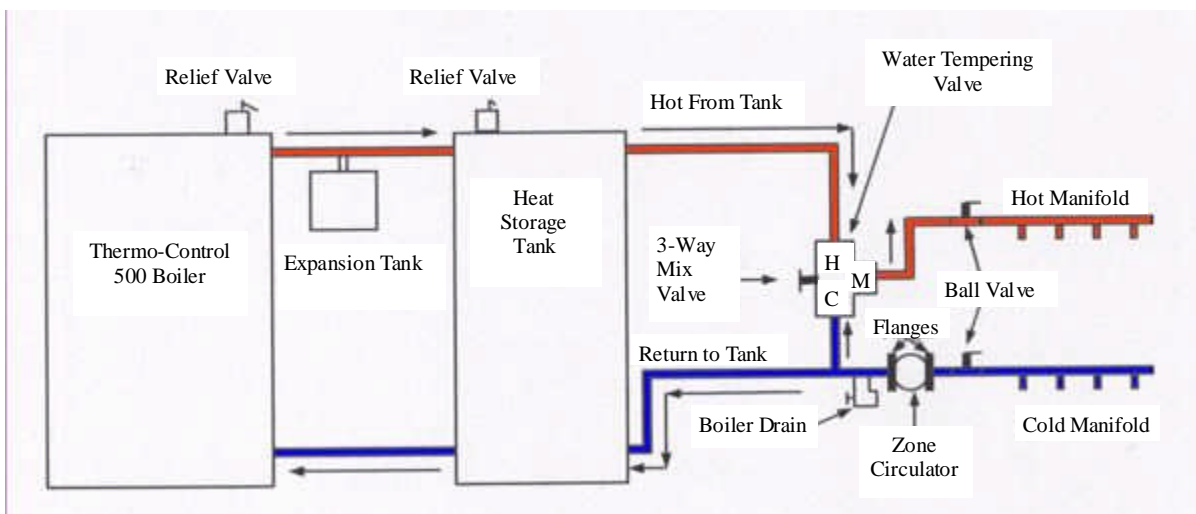 Relief Valve
Relief Valve
Water Tempering
Valve
Hot From Tank
Heat
Storage
Tank
Hot Manifold
Thermo-Control
500 Boiler
Expansion Tank
3-Way
Mix
Valve
H
M
C
Ball Valve
Flanges
Return to Tank
Boiler Drain
Zone
Circulator
Cold Manifold